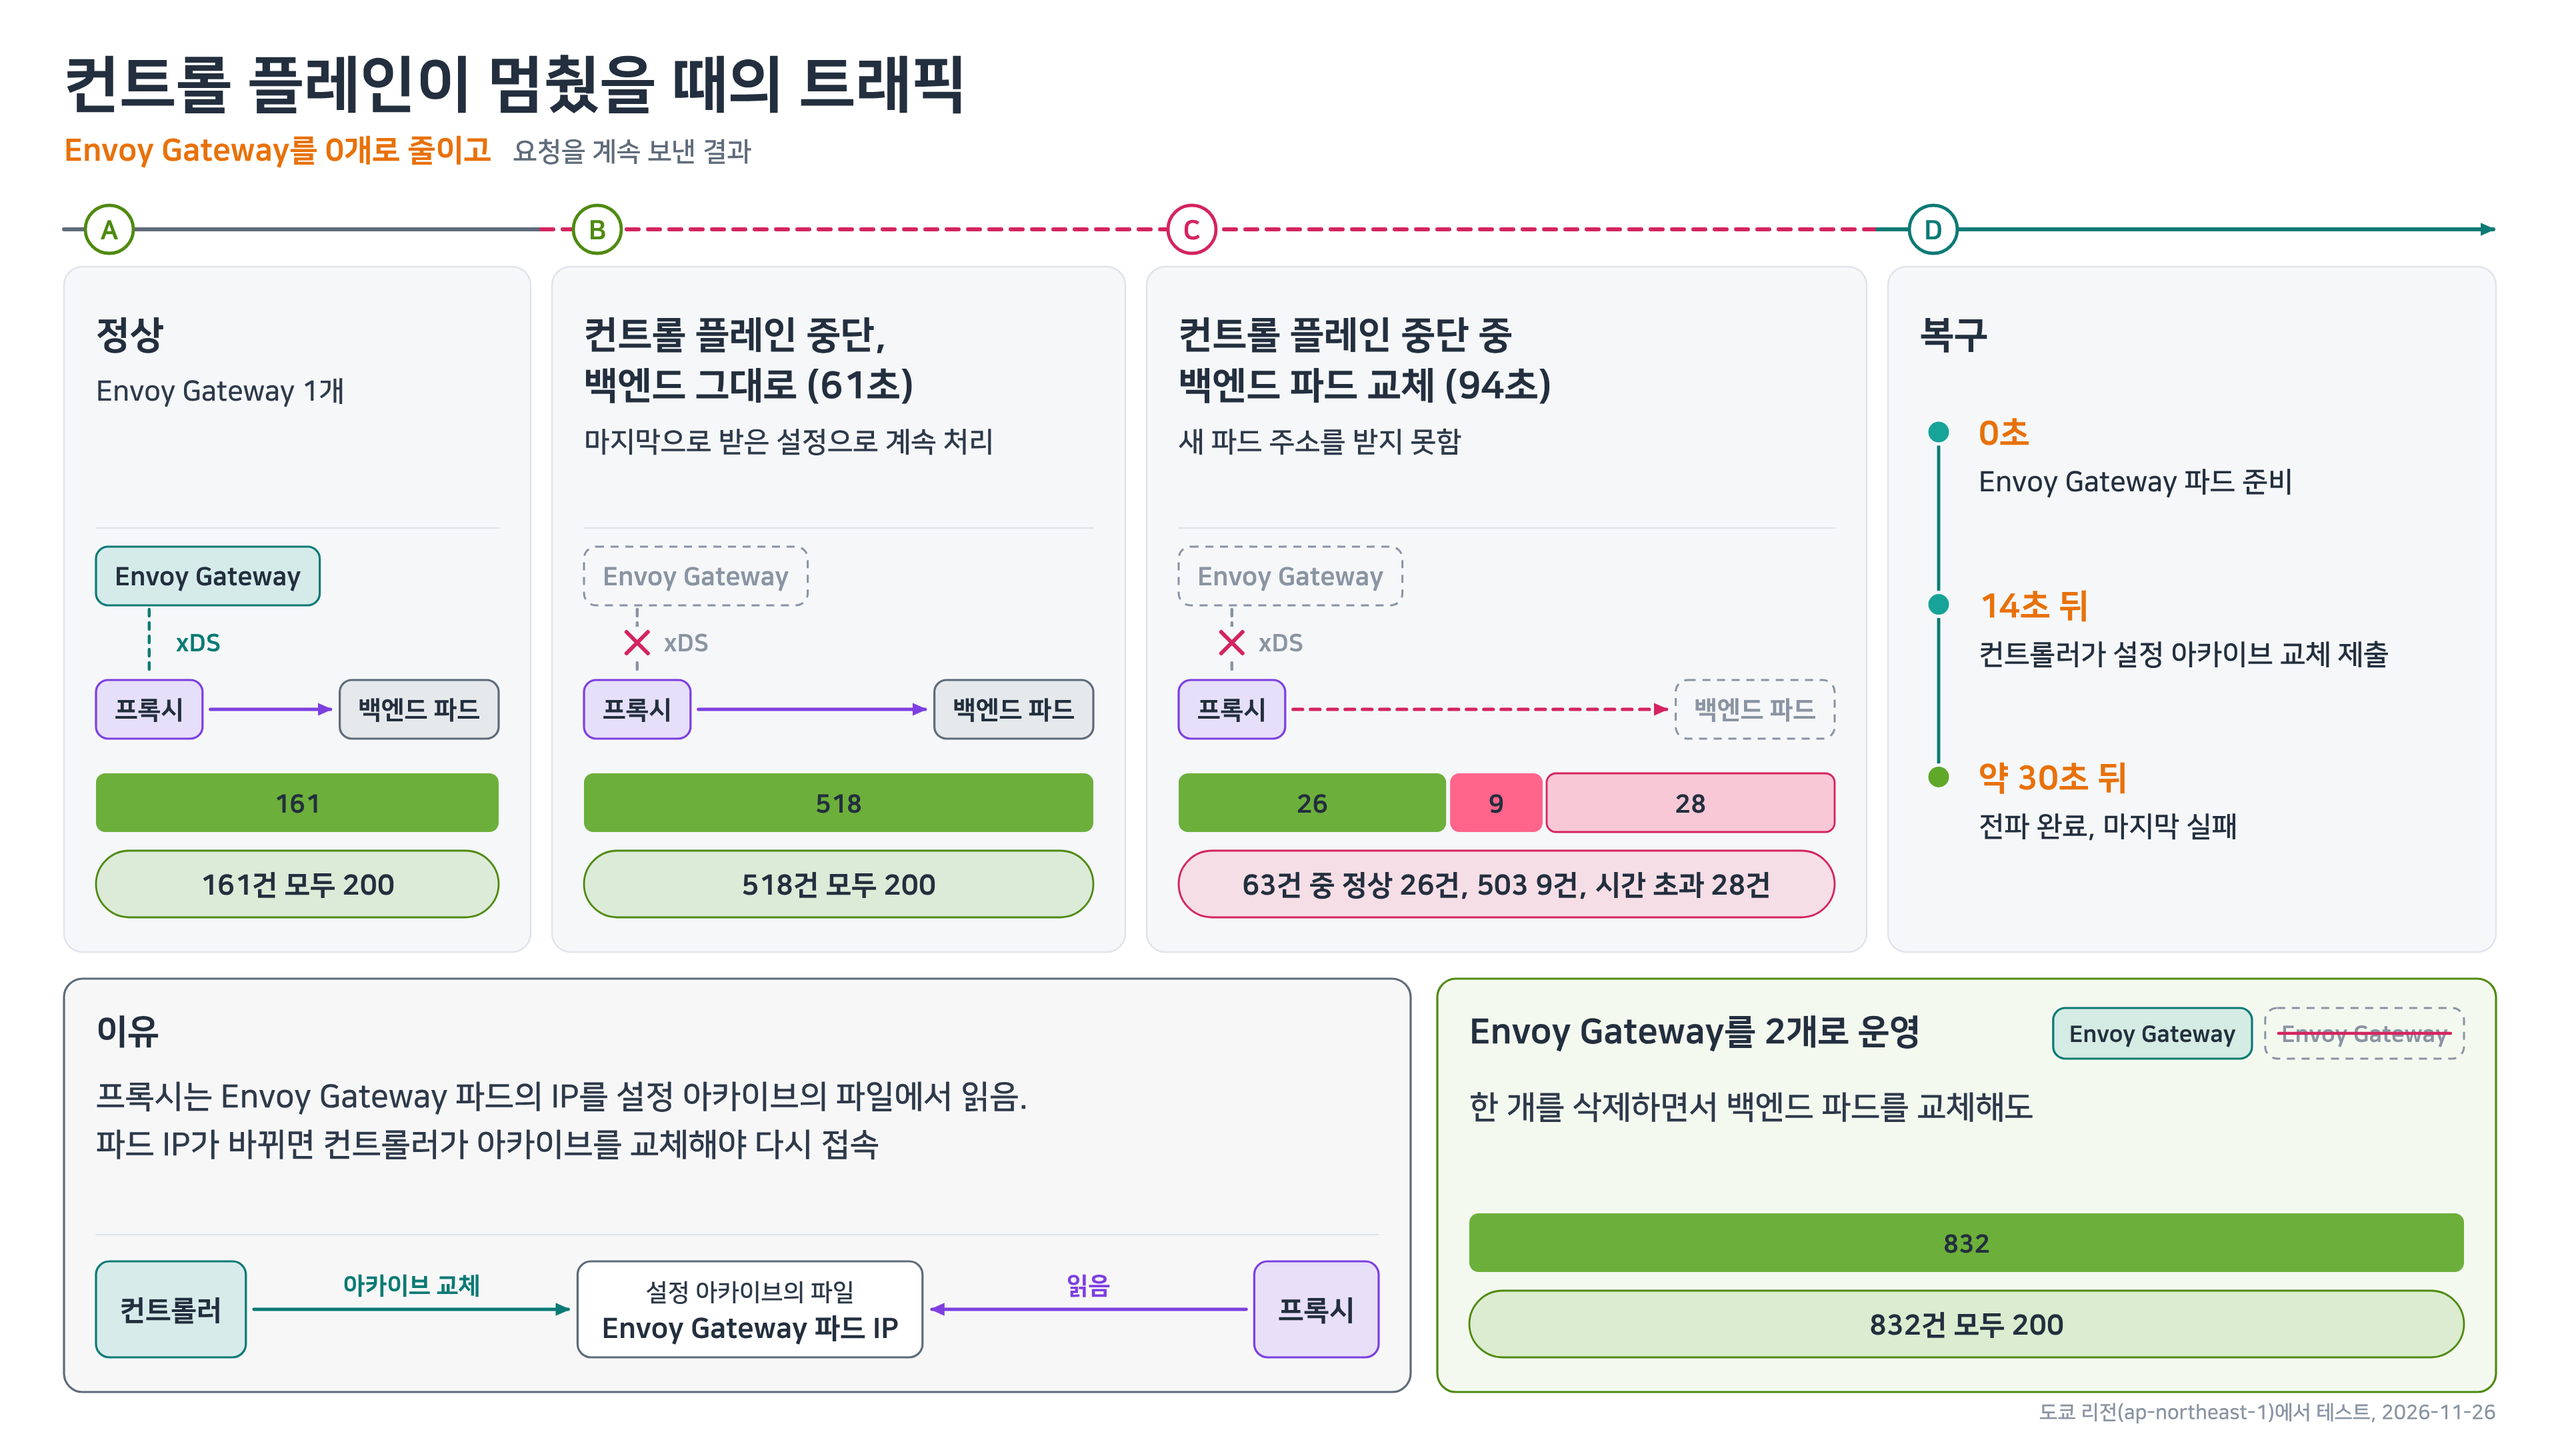 컨트롤 플레인이 멈췄을 때의 트래픽
Envoy Gateway를 0개로 줄이고 요청을 계속 보낸 결과
A
B
C
D
정상
Envoy Gateway 1개
Envoy Gateway
xDS
프록시
백엔드 파드
161
161건 모두 200
컨트롤 플레인 중단,
백엔드 그대로 (61초)
마지막으로 받은 설정으로 계속 처리
Envoy Gateway
xDS
프록시
백엔드 파드
518
518건 모두 200
컨트롤 플레인 중단 중
백엔드 파드 교체 (94초)
새 파드 주소를 받지 못함
Envoy Gateway
xDS
프록시
백엔드 파드
26
9
28
63건 중 정상 26건, 503 9건, 시간 초과 28건
복구
0초
Envoy Gateway 파드 준비
14초 뒤
컨트롤러가 설정 아카이브 교체 제출
약 30초 뒤
전파 완료, 마지막 실패
이유
프록시는 Envoy Gateway 파드의 IP를 설정 아카이브의 파일에서 읽음.
파드 IP가 바뀌면 컨트롤러가 아카이브를 교체해야 다시 접속
컨트롤러
아카이브 교체
설정 아카이브의 파일
Envoy Gateway 파드 IP
읽음
프록시
Envoy Gateway를 2개로 운영
Envoy Gateway
Envoy Gateway
한 개를 삭제하면서 백엔드 파드를 교체해도
832
832건 모두 200
도쿄 리전(ap-northeast-1)에서 테스트, 2026-11-26